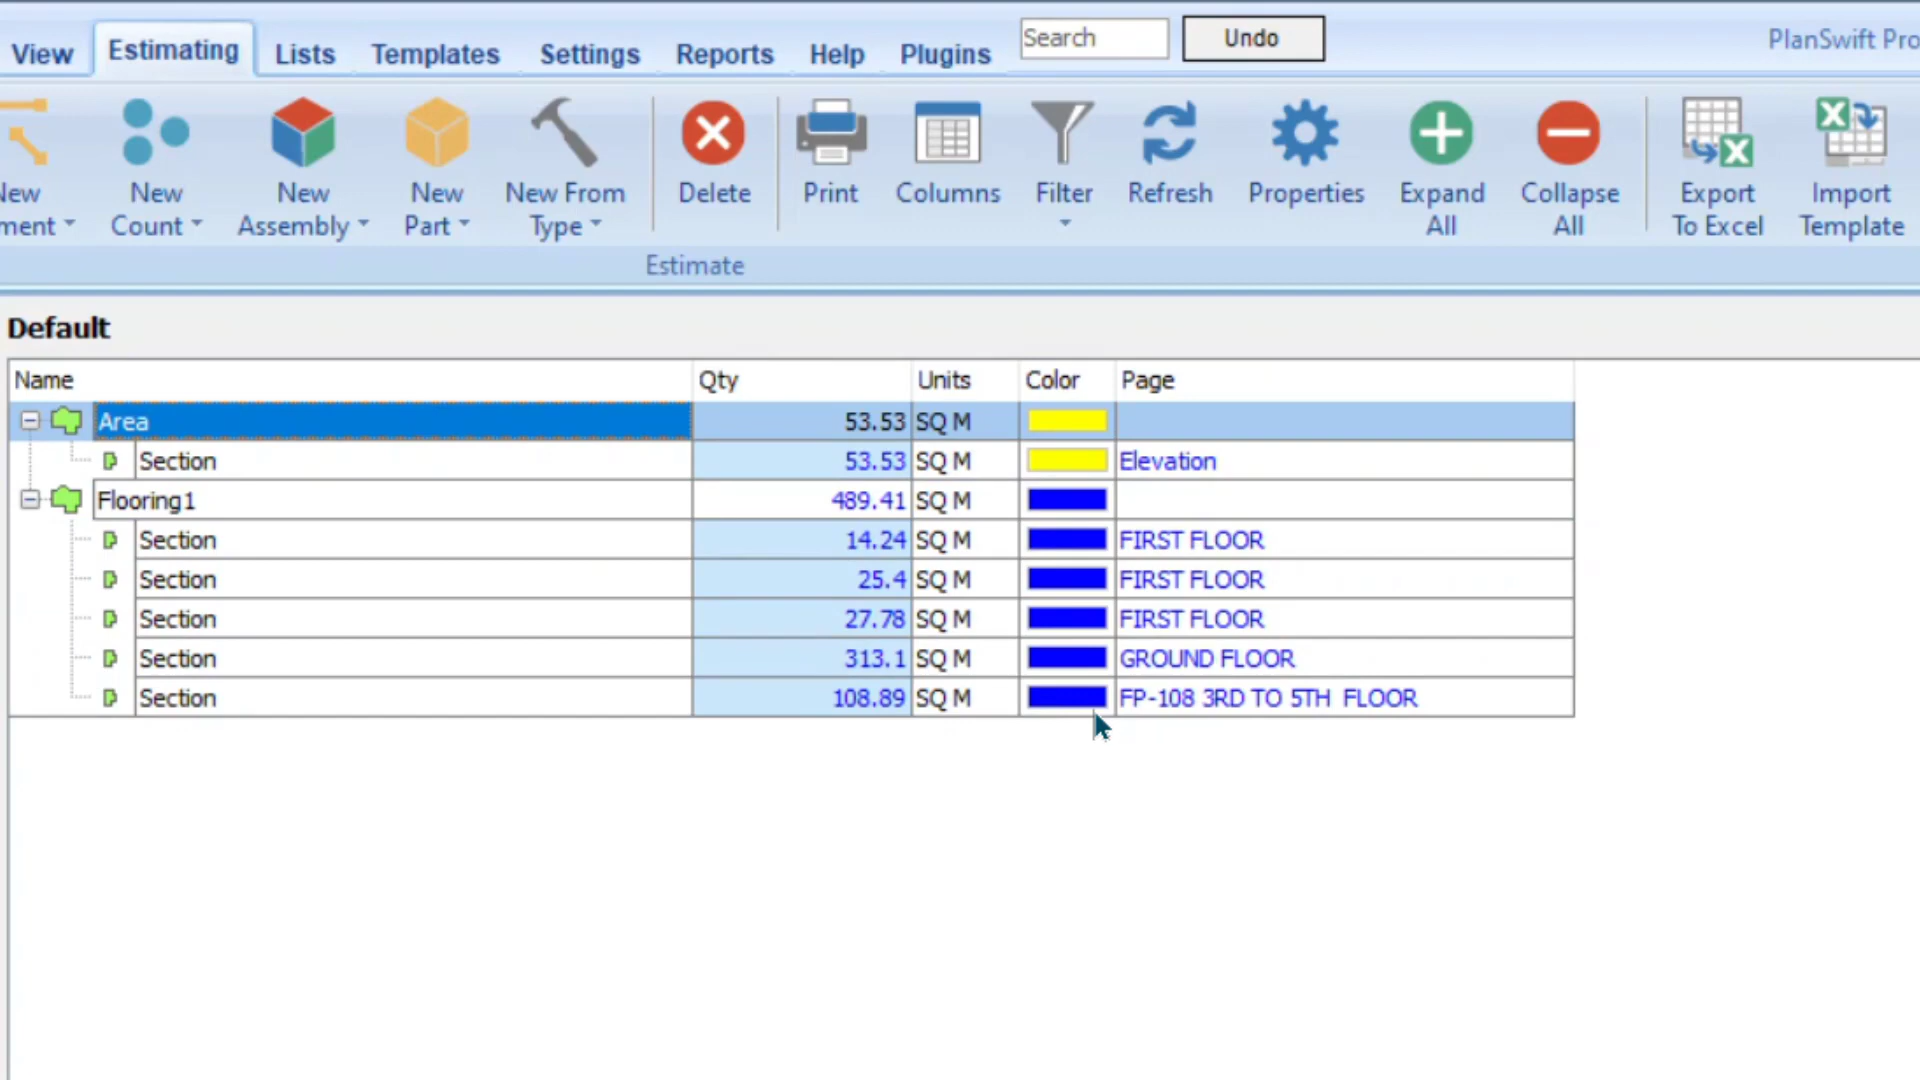 View Estimating Lists Templates Settings Reports Help Plugins Search Undo PlanSwift Pro
New Count
New Assembly
New Part
New From Type
Delete
Print
Columns
Filter
Refresh
Properties
Expand All
Collapse All
Export To Excel
Import Template
Estimate
Default
Name Qty Units Color Page
Area 53.53 SQ M
Section 53.53 SQ M Elevation
Flooring1 489.41 SQ M
Section 14.24 SQ M FIRST FLOOR
Section 25.4 SQ M FIRST FLOOR
Section 27.78 SQ M FIRST FLOOR
Section 313.1 SQ M GROUND FLOOR
Section 108.89 SQ M FP-108 3RD TO 5TH FLOOR